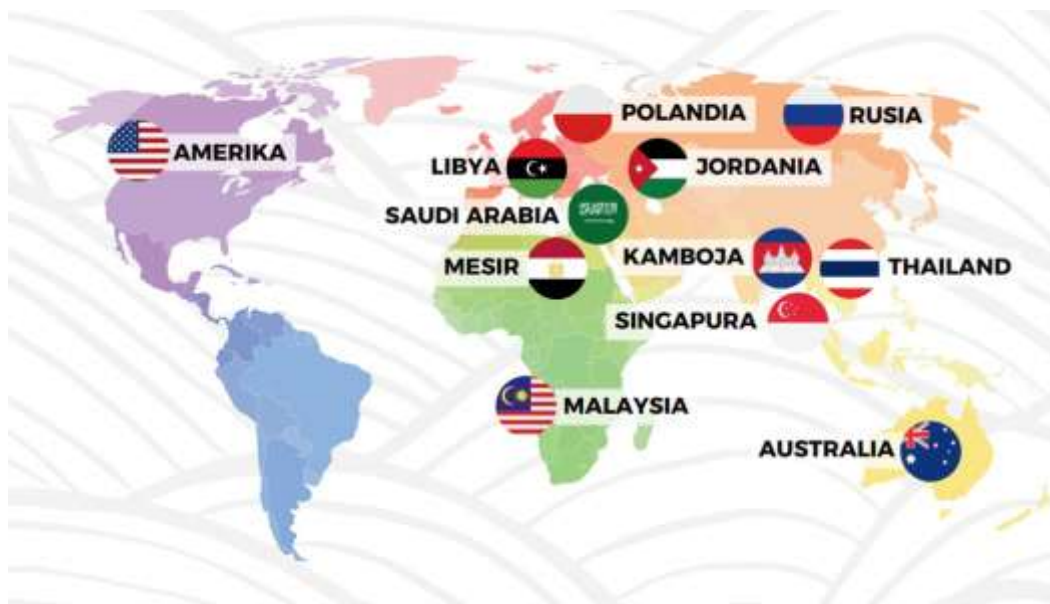 POLANDIA
RUSIA
AMERIKA
LIBYA
JORDANIA
SAUDI ARABIA
KAMBOJA
MESIR
THAILAND
SINGAPURA
MALAYSIA
AUSTRALIA